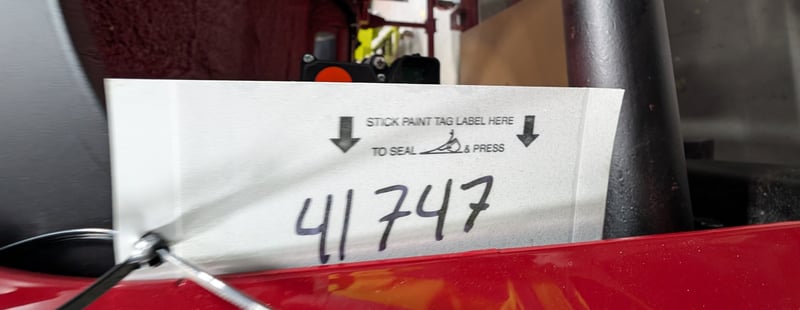 STICK PAINT TAG LABEL HERE
TO SEAL & PRESS
41747